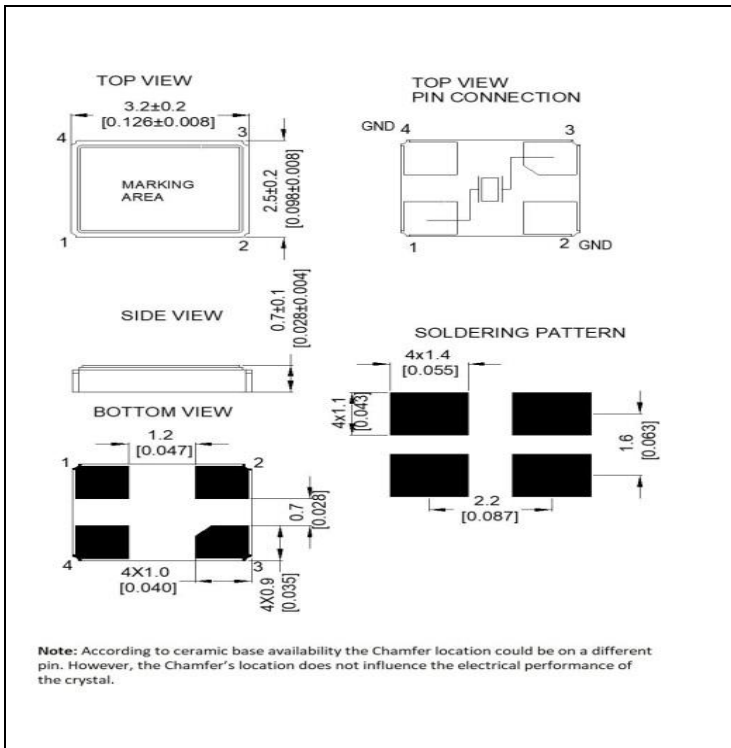 TOP VIEW
3.2±0.2
[0.126±0.008]
4
3
MARKING
AREA
1
2
2.5±0.2
[0.098±0.008]
TOP VIEW
PIN CONNECTION
GND 4
3
1
2 GND
SIDE VIEW
0.7±0.1
[0.028±0.004]
BOTTOM VIEW
1.2
[0.047]
1
2
0.7
[0.028]
4
3
4X1.0
[0.040]
4X0.9
[0.035]
SOLDERING PATTERN
4x1.4
[0.055]
4x1.1
[0.043]
1.6
[0.063]
2.2
[0.087]
Note: According to ceramic base availability the Chamfer location could be on a different
pin. However, the Chamfer's location does not influence the electrical performance of
the crystal.